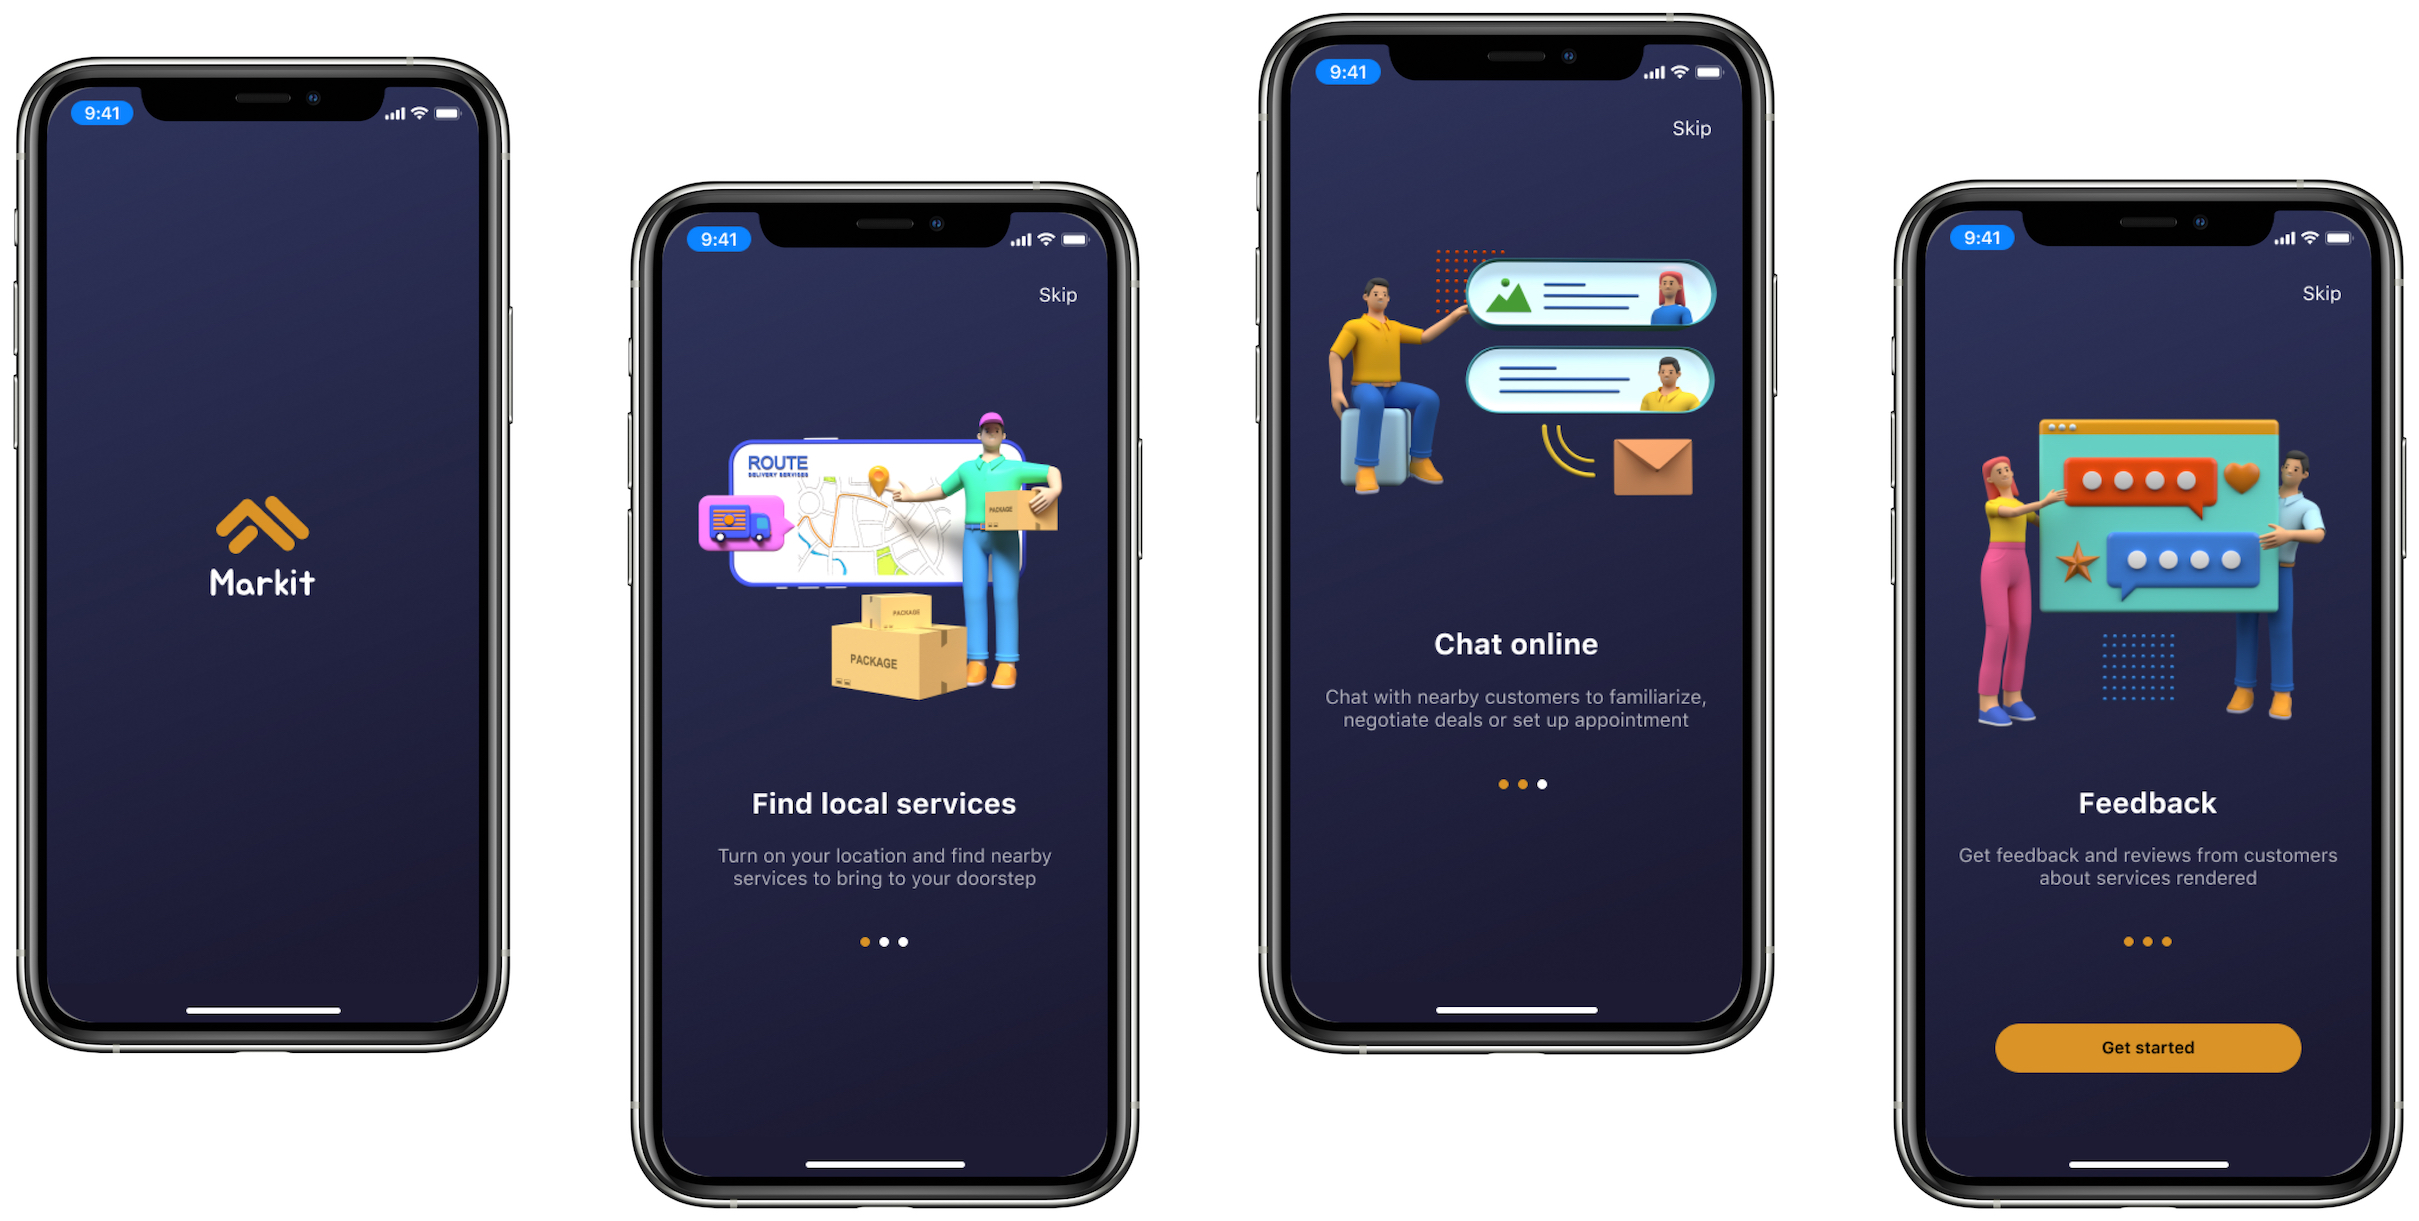 9:41
Markit
9:41
Skip
ROUTE
DELIVERY SERVICES
PACKAGE
PACKAGE
PACKAGE
Find local services
Turn on your location and find nearby
services to bring to your doorstep
9:41
Skip
Chat online
Chat with nearby customers to familiarize,
negotiate deals or set up appointment
9:41
Skip
Feedback
Get feedback and reviews from customers
about services rendered
Get started